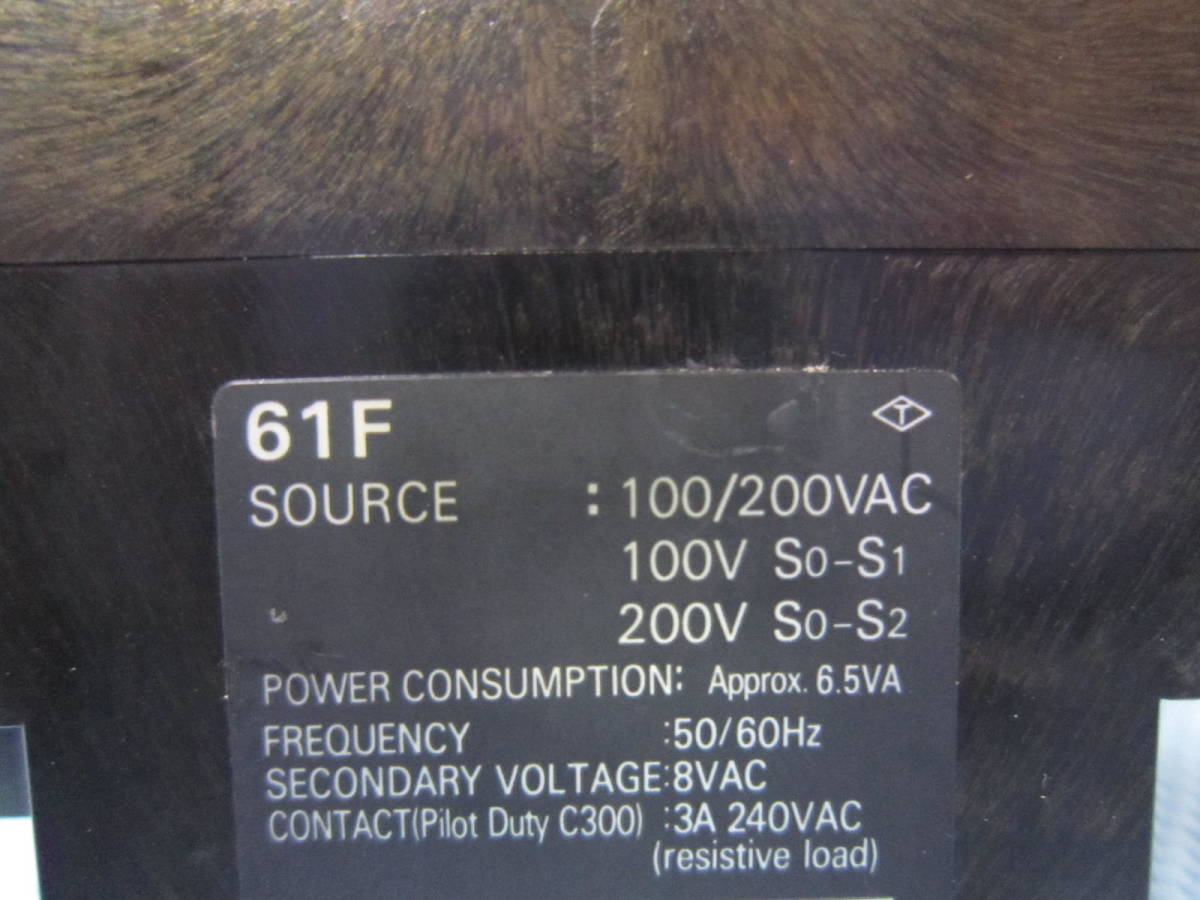 61F
T
SOURCE : 100/200VAC
100V S0-S1
200V S0-S2
POWER CONSUMPTION: Approx. 6.5VA
FREQUENCY :50/60Hz
SECONDARY VOLTAGE:8VAC
CONTACT(Pilot Duty C300) :3A 240VAC
(resistive load)